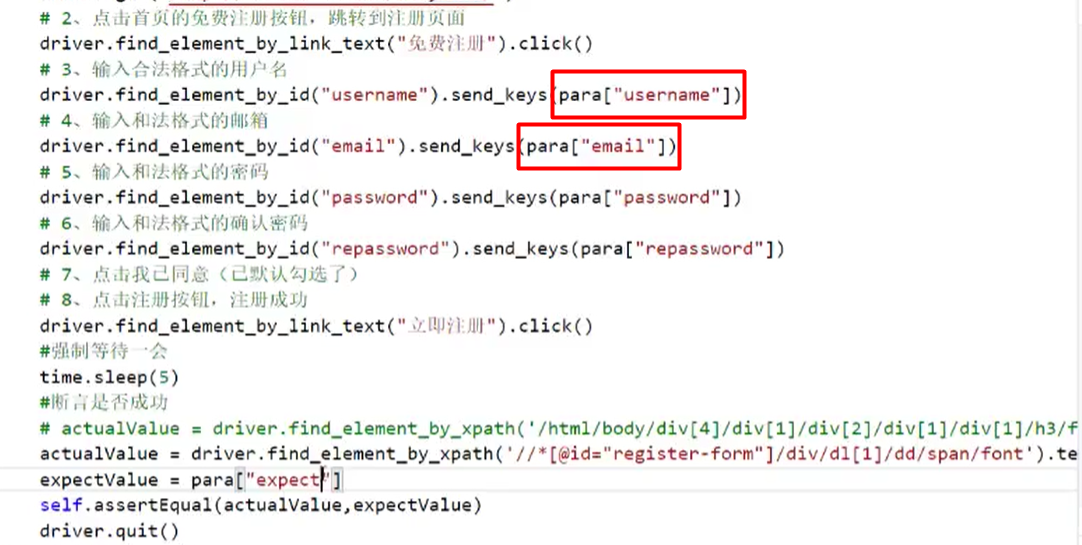 # 2、点击首页的免费注册按钮，跳转到注册页面
driver.find_element_by_link_text("免费注册").click()
# 3、输入合法格式的用户名
driver.find_element_by_id("username").send_keys(para["username"])
# 4、输入和法格式的邮箱
driver.find_element_by_id("email").send_keys(para["email"])
# 5、输入和法格式的密码
driver.find_element_by_id("password").send_keys(para["password"])
# 6、输入和法格式的确认密码
driver.find_element_by_id("repassword").send_keys(para["repassword"])
# 7、点击我已同意（已默认勾选了）
# 8、点击注册按钮，注册成功
driver.find_element_by_link_text("立即注册").click()
#强制等待一会
time.sleep(5)
#断言是否成功
# actualValue = driver.find_element_by_xpath('/html/body/div[4]/div[1]/div[2]/div[1]/div[1]/h3/f
actualValue = driver.find_element_by_xpath('//*[@id="register-form"]/div/dl[1]/dd/span/font').te
expectValue = para["expect"]
self.assertEqual(actualValue,expectValue)
driver.quit()